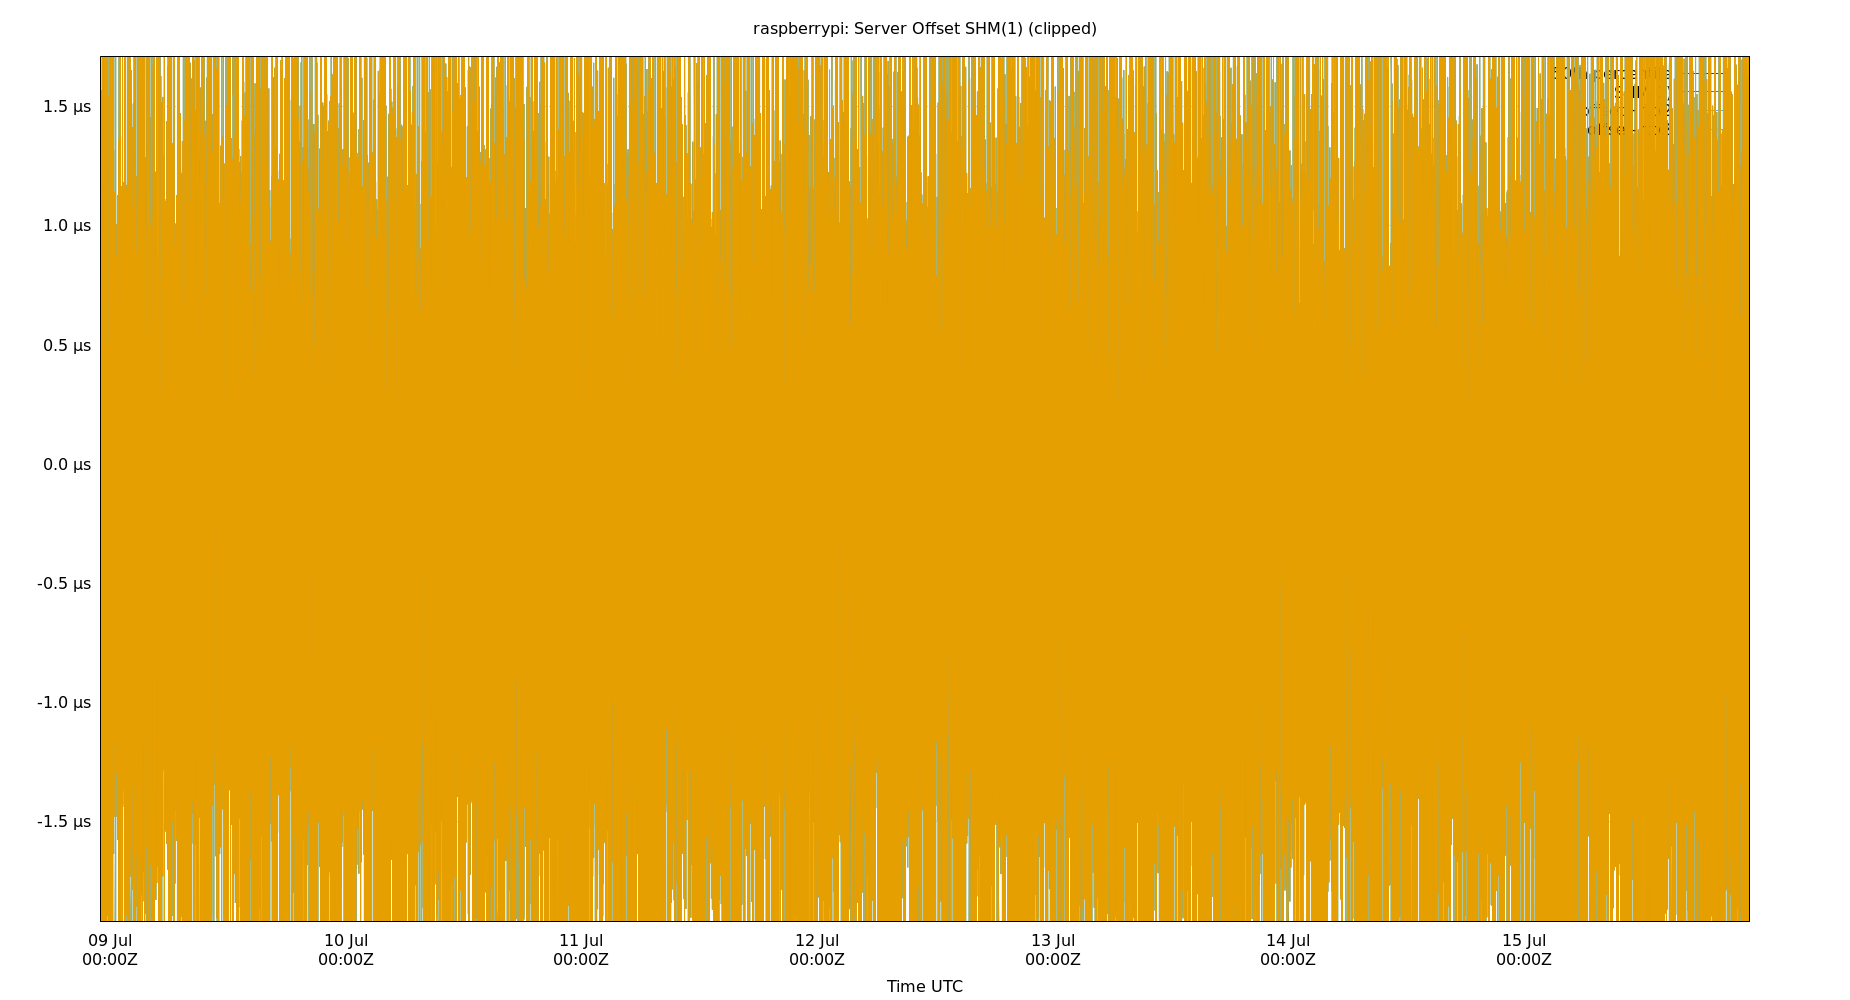 raspberrypi: Server Offset SHM(1) (clipped)
1.5 µs
1.0 µs
0.5 µs
0.0 µs
-0.5 µs
-1.0 µs
-1.5 µs
09 Jul 10 Jul 11 Jul 12 Jul 13 Jul 14 Jul 15 Jul
00:00Z 00:00Z 00:00Z 00:00Z 00:00Z 00:00Z 00:00Z
Time UTC